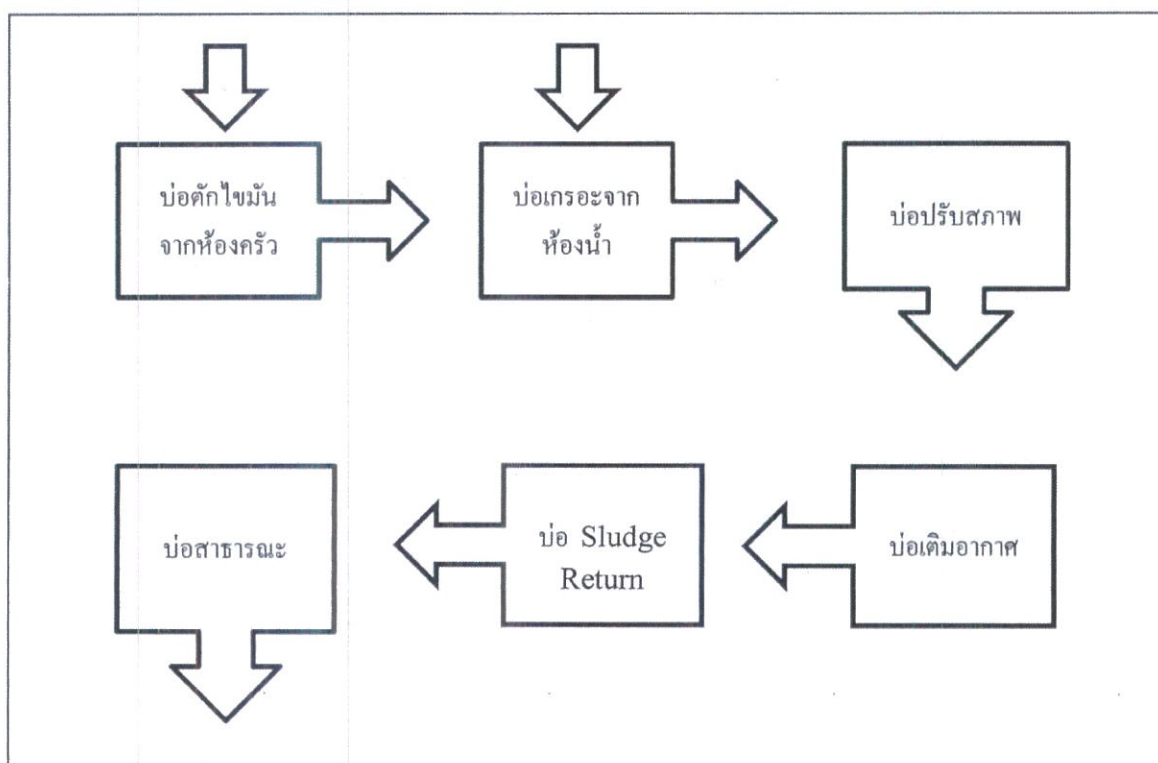 บ่อดักไขมัน
จากห้องครัว
บ่อเกรอะจาก
ห้องน้ำ
บ่อปรับสภาพ
บ่อสาธารณะ
บ่อ Sludge
Return
บ่อเติมอากาศ